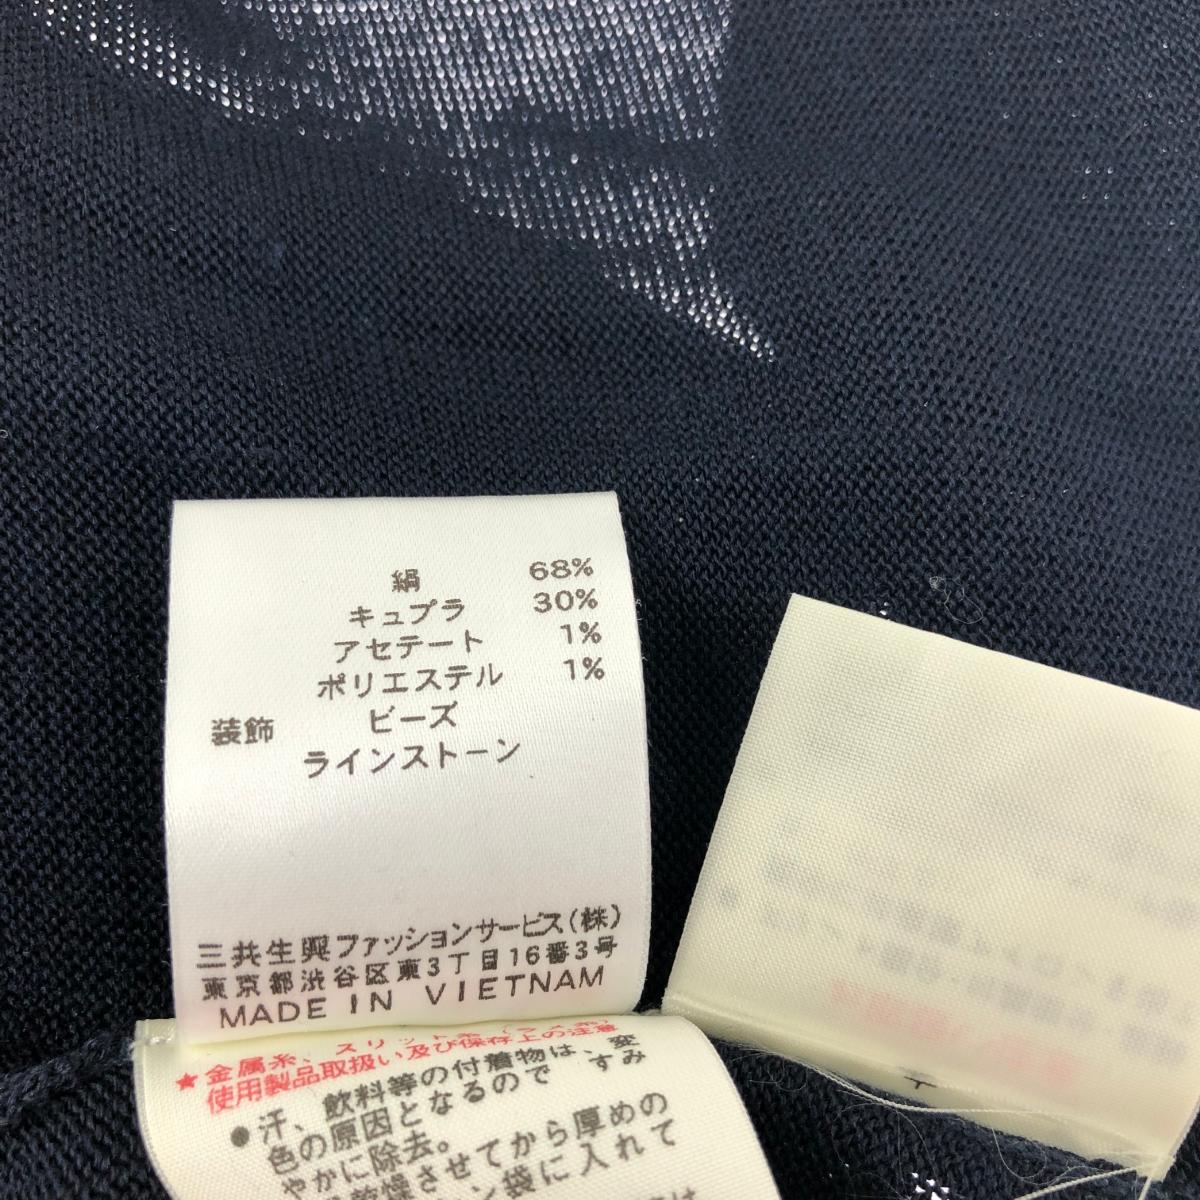 絹 68%
キュプラ 30%
アセテート 1%
ポリエステル 1%
装飾 ビーズ
ラインストーン
三共生興ファッションサービス(株)
東京都渋谷区東3丁目16番3号
MADE IN VIETNAM
★金属糸、スリット糸(ラメ糸)
使用製品取扱い及び保存上の注意
●汗、飲料等の付着物は、変
色の原因となるので すみ
やかに除去。
乾燥させてから厚めの
ン袋に入れて